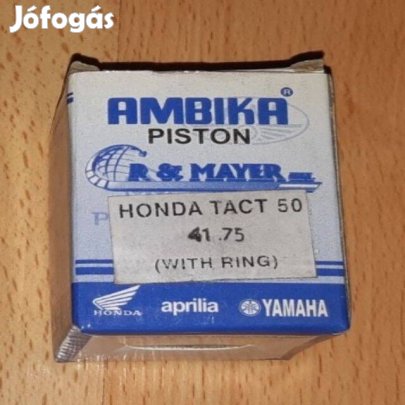 Jófogás
AMBIKA®
PISTON
R & MAYER
HONDA TACT 50
41.75
(WITH RING)
HONDA aprilia YAMAHA